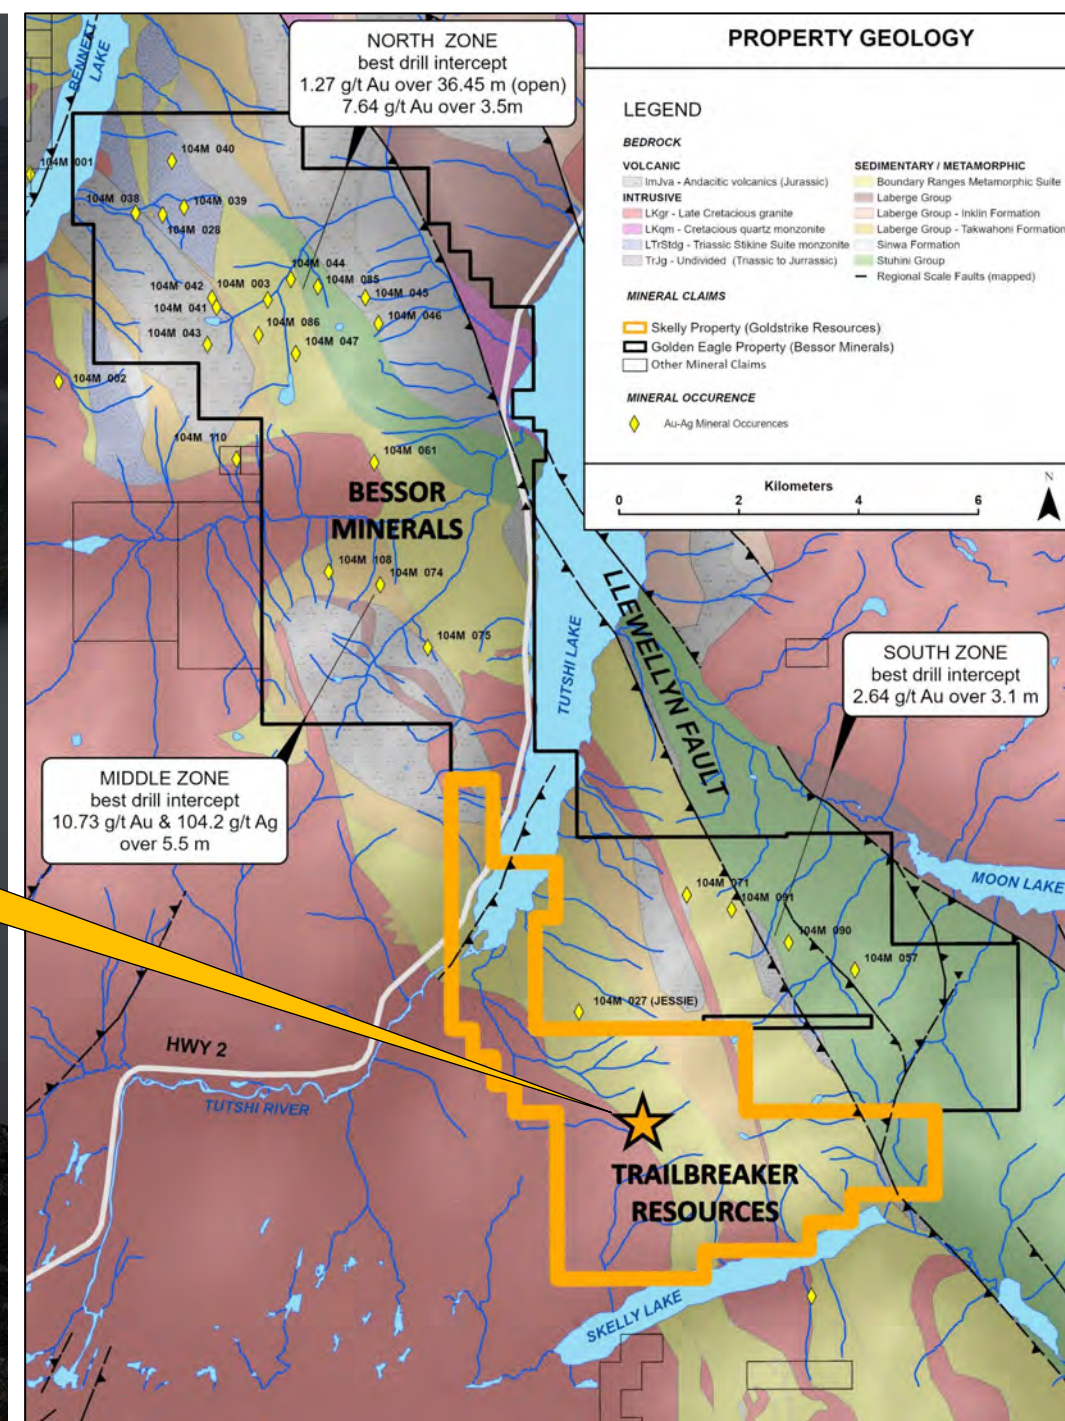 PROPERTY GEOLOGY
LEGEND
BEDROCK
VOLCANIC
lmJva - Andacitic volcanics (Jurassic)
INTRUSIVE
LKgr - Late Cretacious granite
LKqm - Cretacious quartz monzonite
LTrStdg - Triassic Stikine Suite monzonite
TrJg - Undivided (Triassic to Jurrassic)
SEDIMENTARY / METAMORPHIC
Boundary Ranges Metamorphic Suite
Laberge Group
Laberge Group - Inklin Formation
Laberge Group - Takwahoni Formation
Sinwa Formation
Stuhini Group
Regional Scale Faults (mapped)
MINERAL CLAIMS
Skelly Property (Goldstrike Resources)
Golden Eagle Property (Bessor Minerals)
Other Mineral Claims
MINERAL OCCURENCE
Au-Ag Mineral Occurences
Kilometers
0 2 4 6
N
BENNETT
LAKE
NORTH ZONE
best drill intercept
1.27 g/t Au over 36.45 m (open)
7.64 g/t Au over 3.5m
104M 001
104M 040
104M 038
104M 039
104M 028
104M 044
104M 042
104M 003
104M 085
104M 041
104M 045
104M 086
104M 046
104M 043
104M 047
104M 002
104M 110
104M 061
BESSOR
MINERALS
104M 108
104M 074
104M 075
TUTSHI LAKE
LLEWELLYN FAULT
SOUTH ZONE
best drill intercept
2.64 g/t Au over 3.1 m
MIDDLE ZONE
best drill intercept
10.73 g/t Au & 104.2 g/t Ag
over 5.5 m
MOON LAKE
104M 071
104M 091
104M 090
104M 057
104M 027 (JESSIE)
HWY 2
TUTSHI RIVER
TRAILBREAKER
RESOURCES
SKELLY LAKE